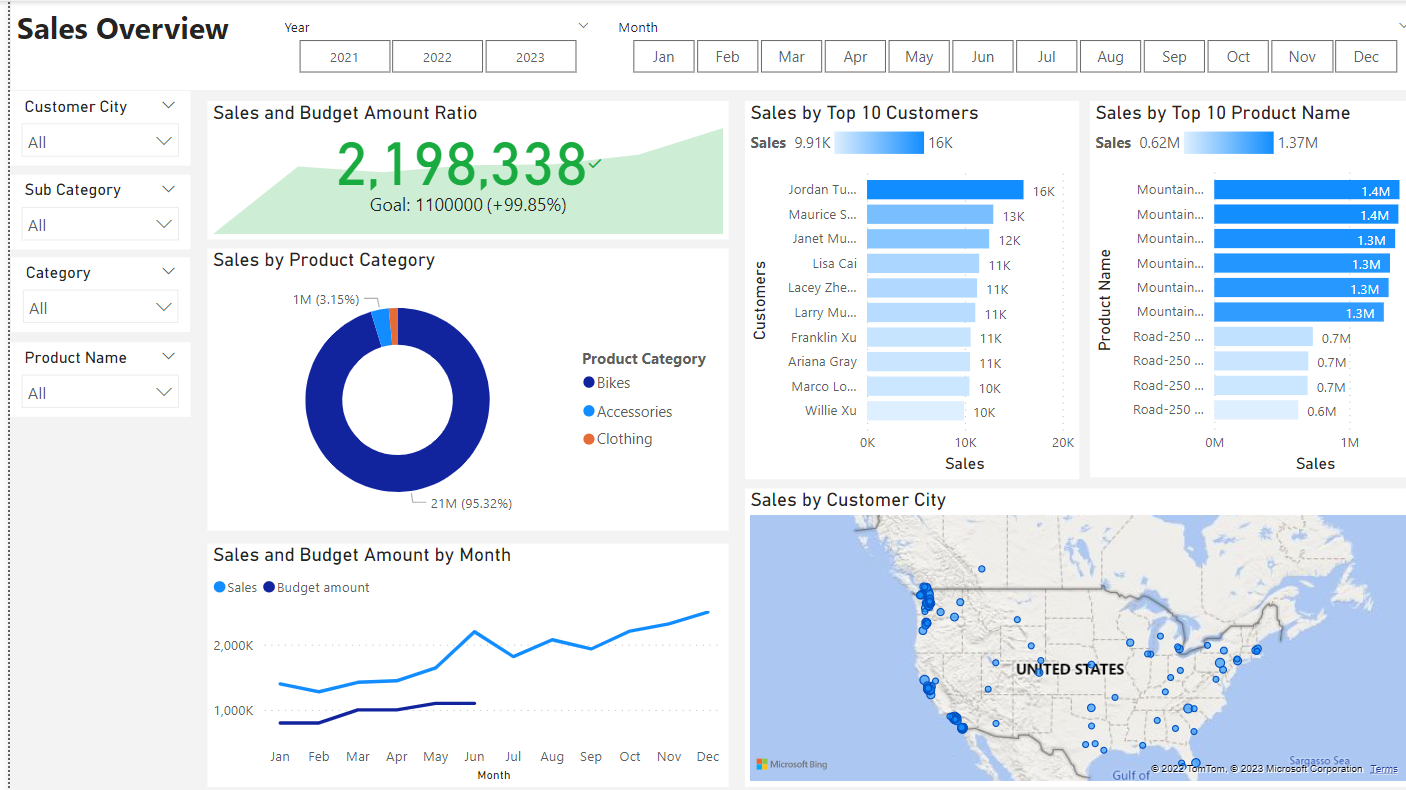 Sales Overview
Year
2021 2022 2023
Month
Jan Feb Mar Apr May Jun Jul Aug Sep Oct Nov Dec
Customer City
All
Sub Category
All
Category
All
Product Name
All
Sales and Budget Amount Ratio
2,198,338
Goal: 1100000 (+99.85%)
Sales by Product Category
1M (3.15%)
21M (95.32%)
Product Category
Bikes
Accessories
Clothing
Sales and Budget Amount by Month
Sales Budget amount
2,000K
1,000K
Jan Feb Mar Apr May Jun Jul Aug Sep Oct Nov Dec
Month
Sales by Top 10 Customers
Sales 9.91K 16K
Customers
Jordan Tu... 16K
Maurice S... 13K
Janet Mu... 12K
Lisa Cai 11K
Lacey Zhe... 11K
Larry Mu... 11K
Franklin Xu 11K
Ariana Gray 11K
Marco Lo... 10K
Willie Xu 10K
0K 10K 20K
Sales
Sales by Top 10 Product Name
Sales 0.62M 1.37M
Product Name
Mountain... 1.4M
Mountain... 1.4M
Mountain... 1.3M
Mountain... 1.3M
Mountain... 1.3M
Mountain... 1.3M
Road-250 ... 0.7M
Road-250 ... 0.7M
Road-250 ... 0.7M
Road-250 ... 0.6M
0M 1M
Sales
Sales by Customer City
UNITED STATES
Sargasso Sea
Gulf of
Microsoft Bing
© 2022 TomTom, © 2023 Microsoft Corporation Terms